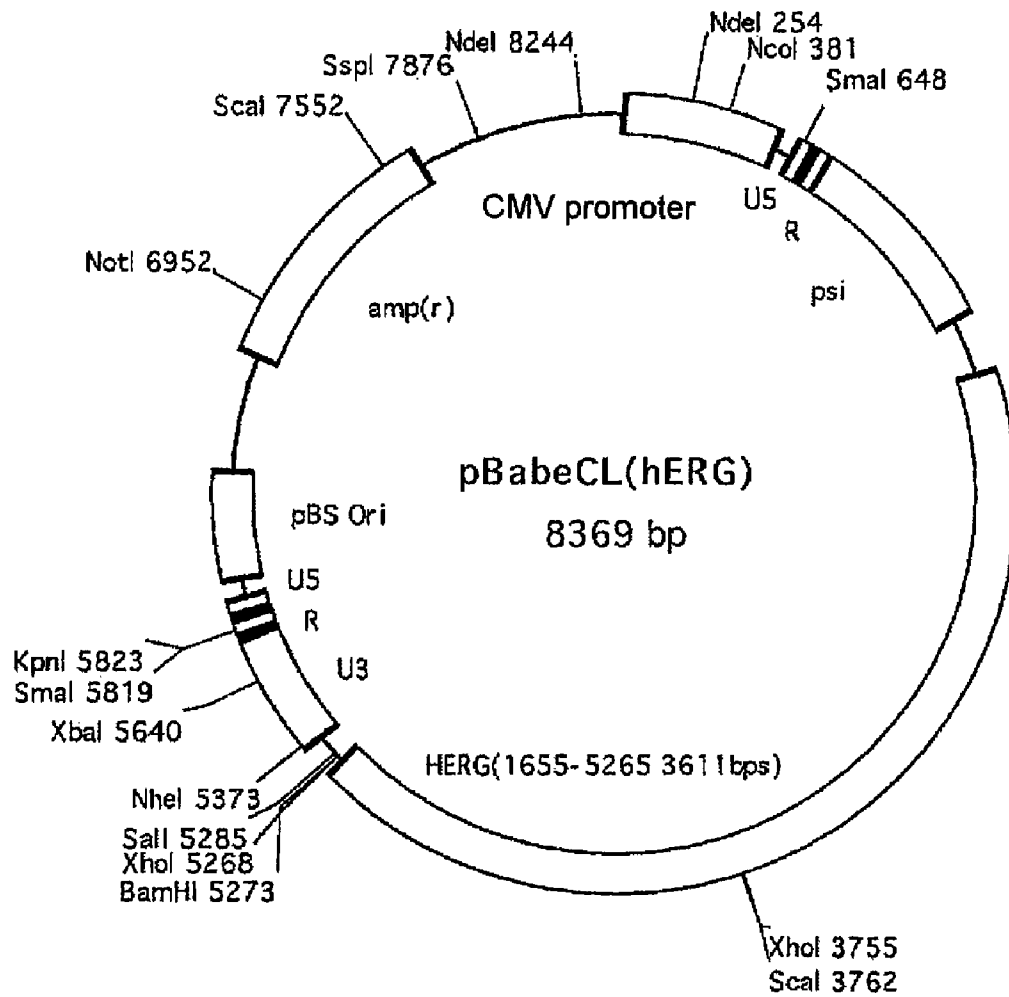 NdeI 254
NcoI 381
NdeI 8244
SmaI 648
SspI 7876
ScaI 7552
CMV promoter
U5
R
NotI 6952
psi
amp(r)
pBabeCL(hERG)
8369 bp
pBS Ori
U5
R
U3
KpnI 5823
SmaI 5819
XbaI 5640
HERG(1655-5265 3611bps)
NheI 5373
SalI 5285
XhoI 5268
BamHI 5273
XhoI 3755
ScaI 3762